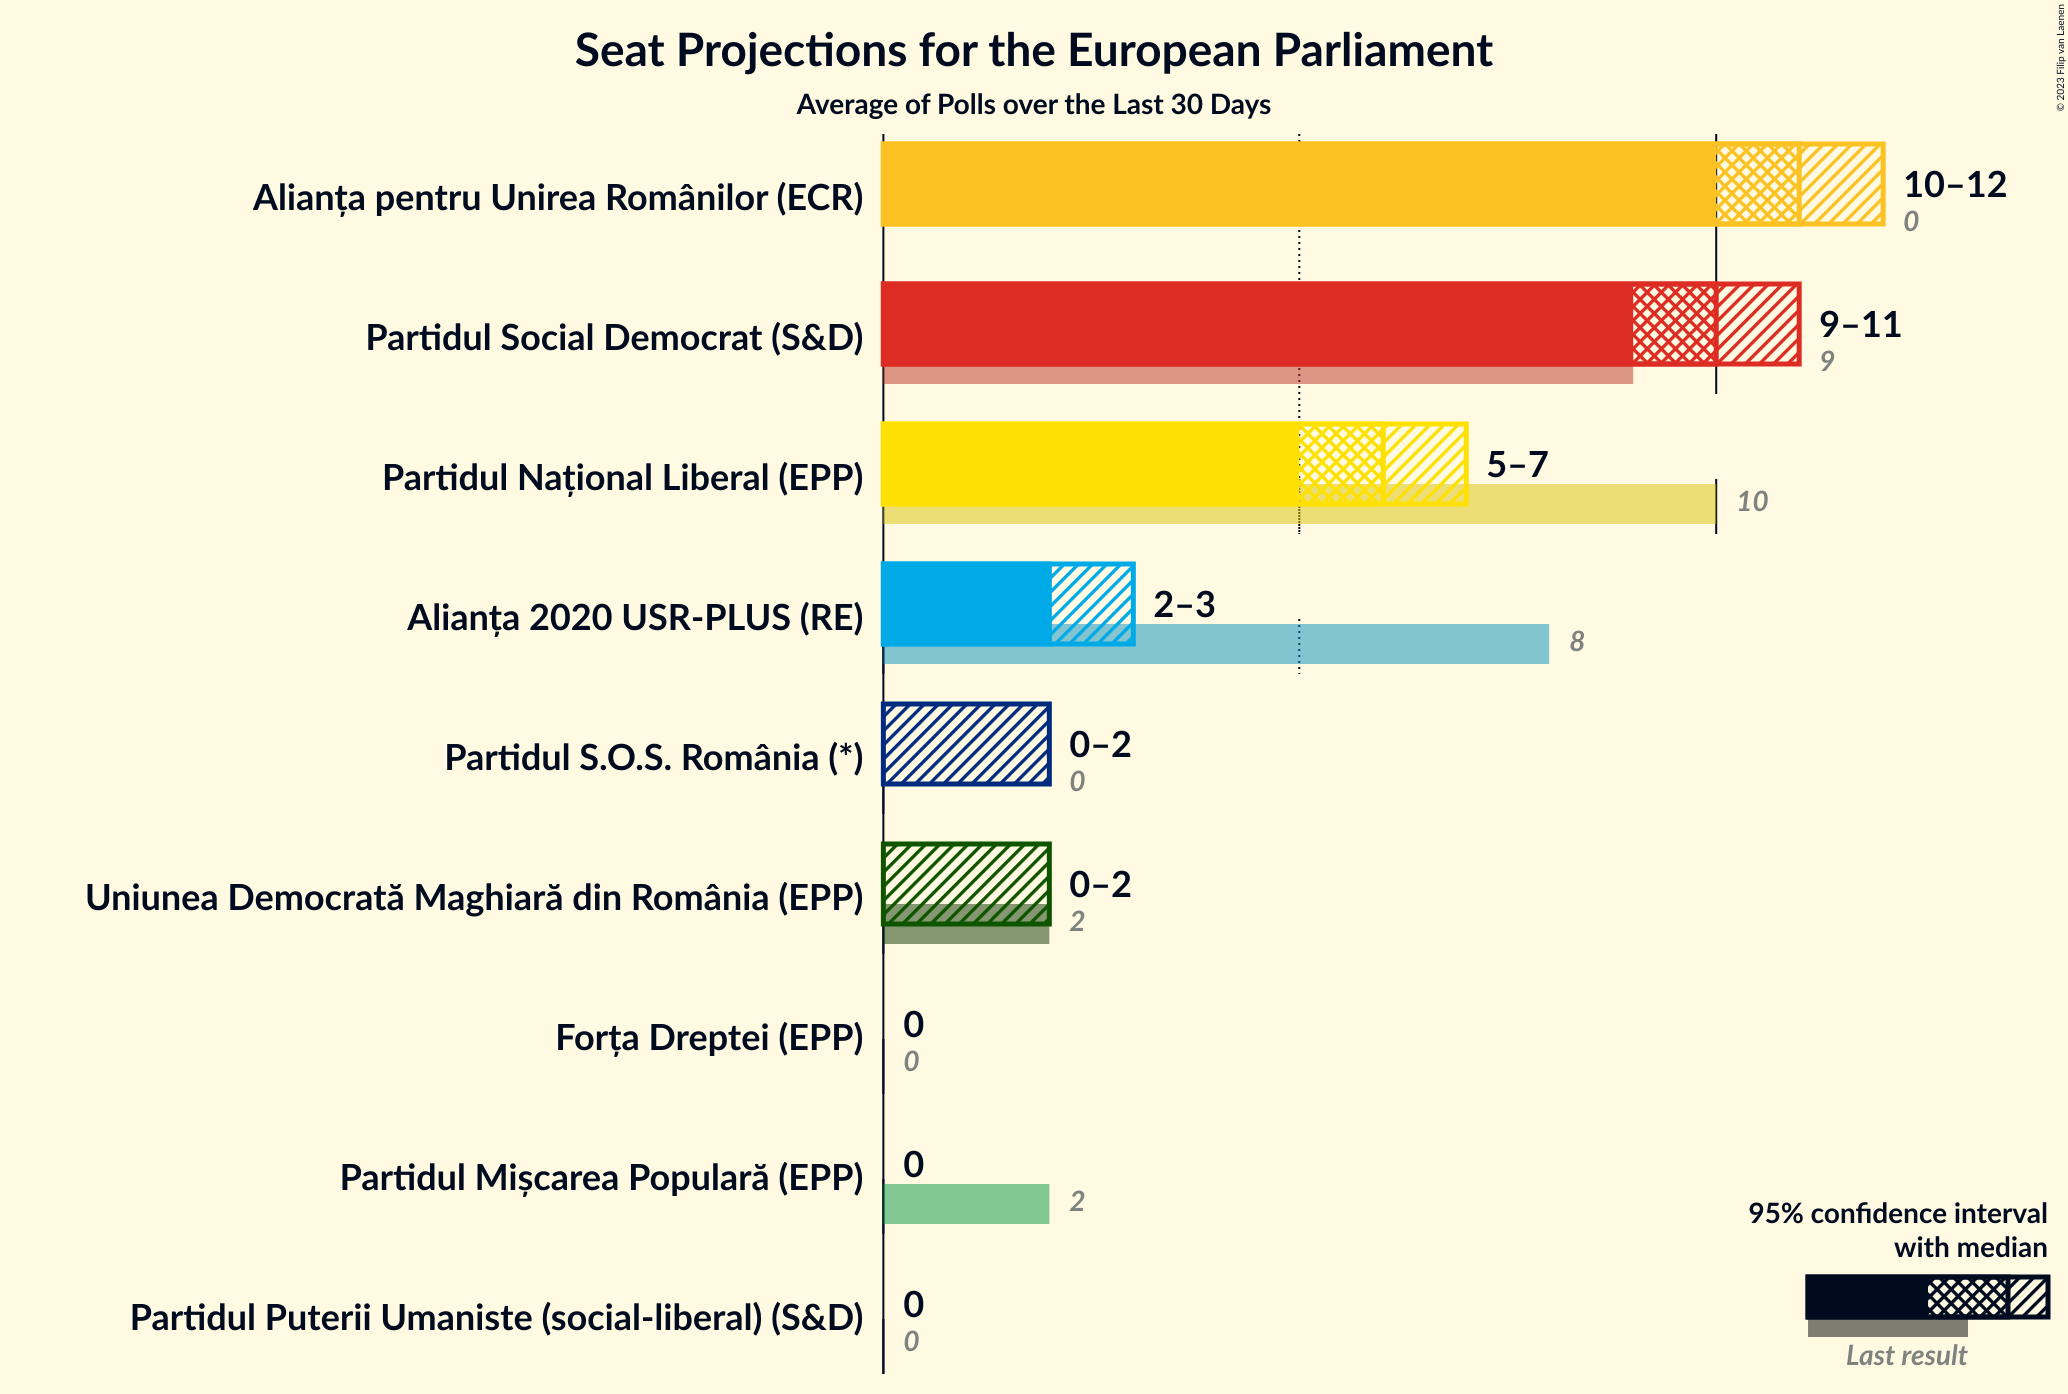 Seat Projections for the European Parliament
Average of Polls over the Last 30 Days
© 2023 Filip van Laenen
Alianța pentru Unirea Românilor (ECR)
10–12
0
Partidul Social Democrat (S&D)
9–11
9
Partidul Național Liberal (EPP)
5–7
10
Alianța 2020 USR-PLUS (RE)
2–3
8
Partidul S.O.S. România (*)
0–2
0
Uniunea Democrată Maghiară din România (EPP)
0–2
2
Forța Dreptei (EPP)
0
0
Partidul Mișcarea Populară (EPP)
0
2
Partidul Puterii Umaniste (social-liberal) (S&D)
0
0
95% confidence interval
with median
Last result